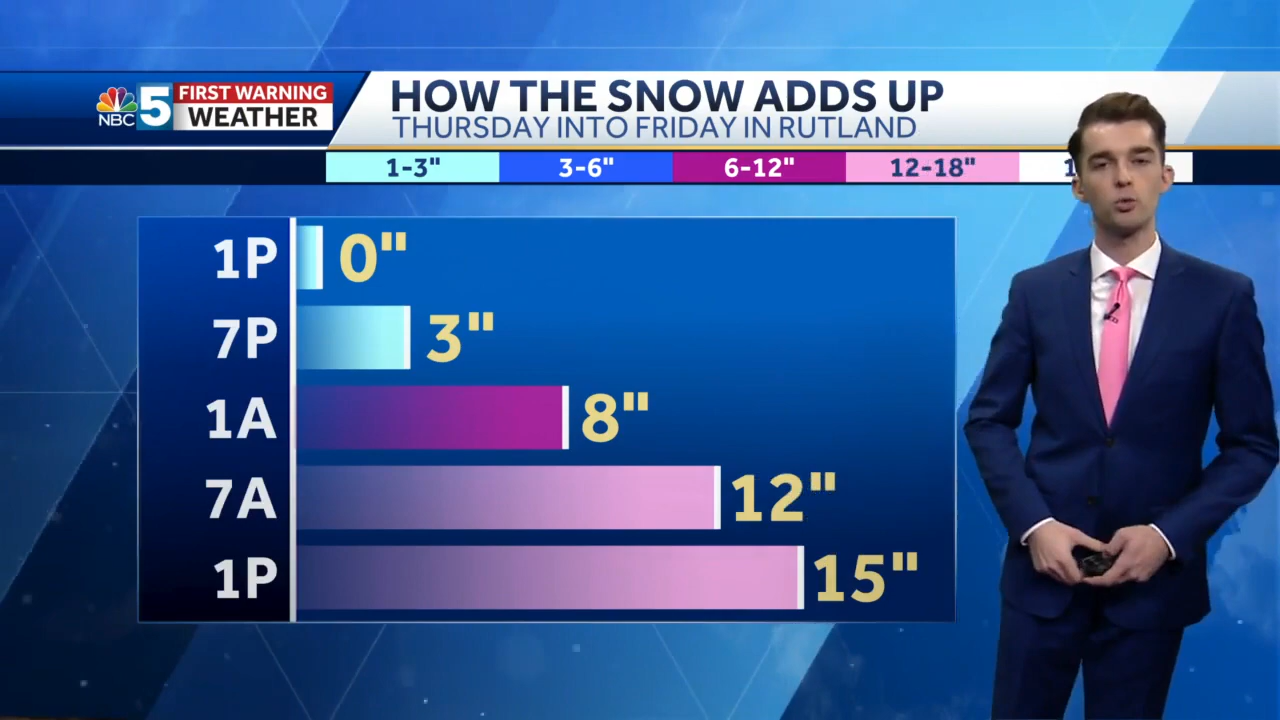 NBC 5 FIRST WARNING
WEATHER
HOW THE SNOW ADDS UP
THURSDAY INTO FRIDAY IN RUTLAND
1-3" 3-6" 6-12" 12-18"
1P 0"
7P 3"
1A 8"
7A 12"
1P 15"